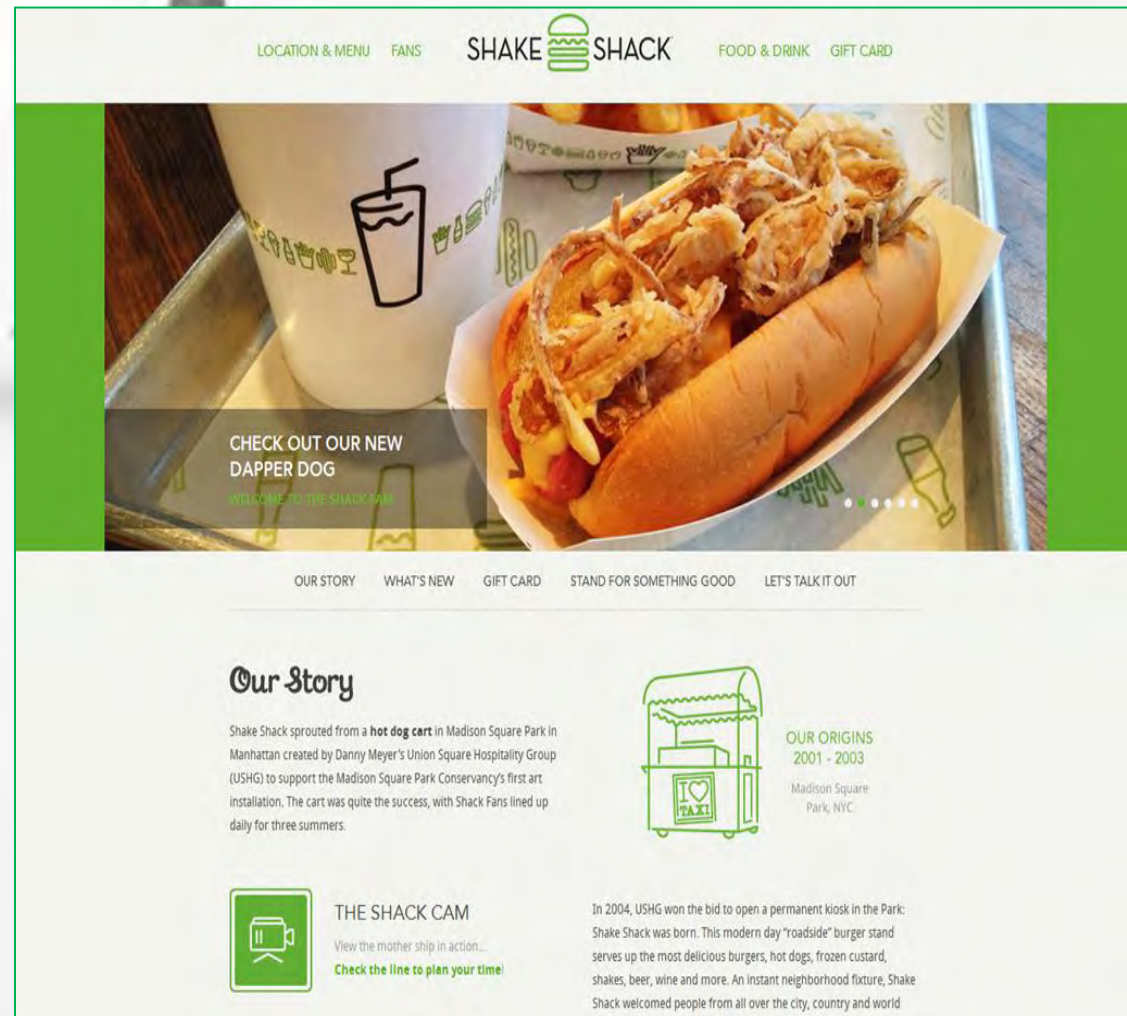 LOCATION & MENU FANS SHAKE SHACK FOOD & DRINK GIFT CARD
CHECK OUT OUR NEW
DAPPER DOG
WELCOME TO THE SHACK FAM
OUR STORY WHAT'S NEW GIFT CARD STAND FOR SOMETHING GOOD LET'S TALK IT OUT
Our Story
Shake Shack sprouted from a hot dog cart in Madison Square Park in
Manhattan created by Danny Meyer's Union Square Hospitality Group
(USHG) to support the Madison Square Park Conservancy's first art
installation. The cart was quite the success, with Shack Fans lined up
daily for three summers.
I ♡
TAXI
OUR ORIGINS
2001 - 2003
Madison Square
Park, NYC
THE SHACK CAM
View the mother ship in action...
Check the line to plan your time!
In 2004, USHG won the bid to open a permanent kiosk in the Park:
Shake Shack was born. This modern day "roadside" burger stand
serves up the most delicious burgers, hot dogs, frozen custard,
shakes, beer, wine and more. An instant neighborhood fixture, Shake
Shack welcomed people from all over the city, country and world